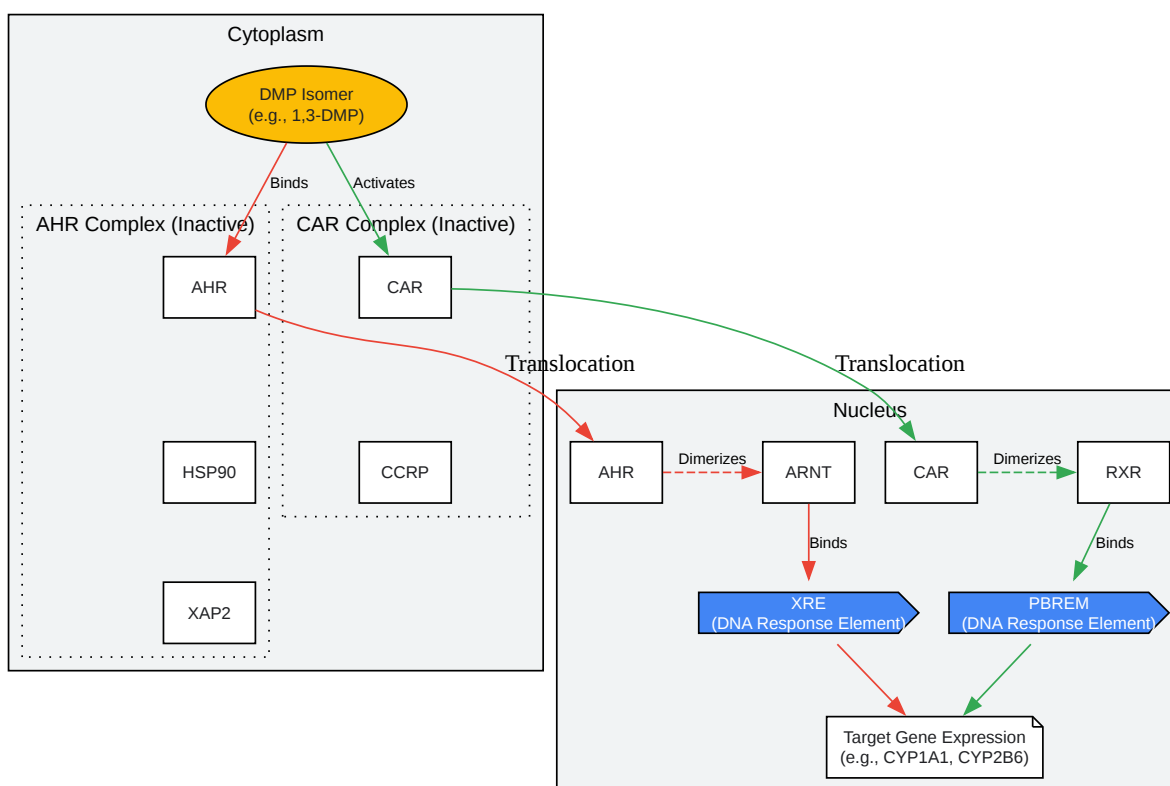 Cytoplasm
DMP Isomer
(e.g., 1,3-DMP)
Binds
Activates
AHR Complex (Inactive)
CAR Complex (Inactive)
AHR
CAR
Translocation
Translocation
Nucleus
HSP90
CCRP
AHR
Dimerizes
ARNT
CAR
Dimerizes
RXR
Binds
Binds
XAP2
XRE
(DNA Response Element)
PBREM
(DNA Response Element)
Target Gene Expression
(e.g., CYP1A1, CYP2B6)